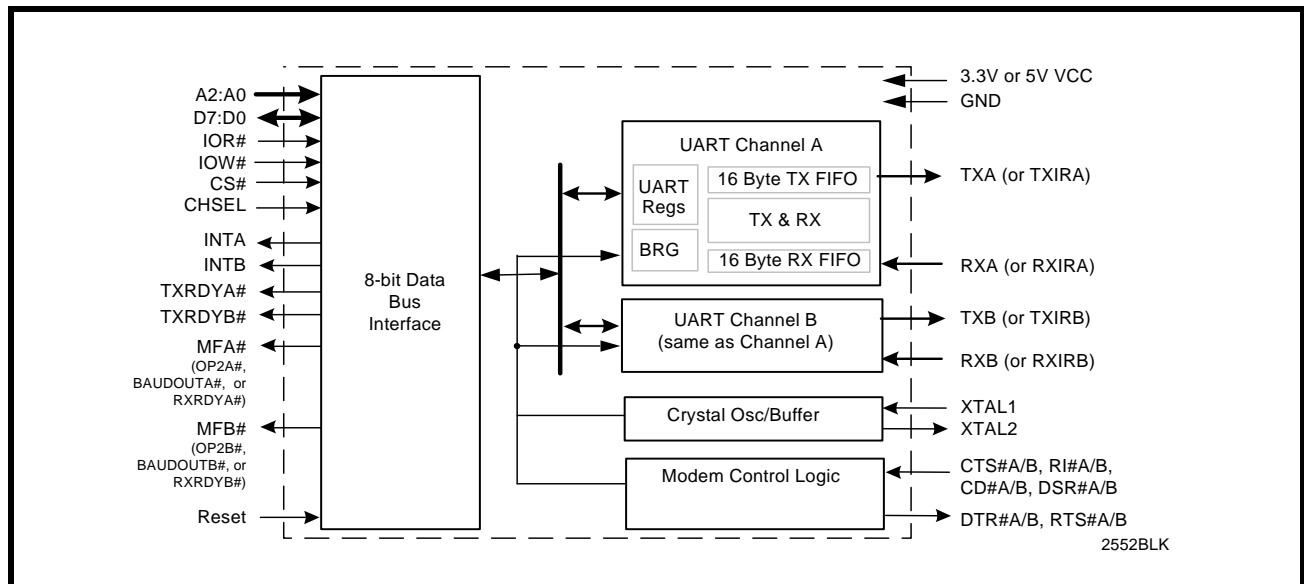 A2:A0
D7:D0
IOR#
IOW#
CS#
CHSEL
INTA
INTB
TXRDYA#
TXRDYB#
MFA#
(OP2A#,
BAUDOUTA#, or
RXRDYA#)
MFB#
(OP2B#,
BAUDOUTB#, or
RXRDYB#)
Reset
8-bit Data
Bus
Interface
UART Channel A
UART
Regs
BRG
16 Byte TX FIFO
TX & RX
16 Byte RX FIFO
UART Channel B
(same as Channel A)
Crystal Osc/Buffer
Modem Control Logic
3.3V or 5V VCC
GND
TXA (or TXIRA)
RXA (or RXIRA)
TXB (or TXIRB)
RXB (or RXIRB)
XTAL1
XTAL2
CTS#A/B, RI#A/B,
CD#A/B, DSR#A/B
DTR#A/B, RTS#A/B
2552BLK